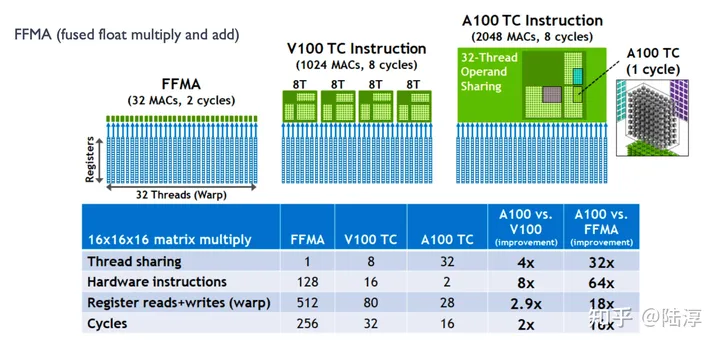 FFMA (fused float multiply and add)
FFMA
(32 MACs, 2 cycles)
Registers
32 Threads (Warp)
V100 TC Instruction
(1024 MACs, 8 cycles)
8T 8T 8T 8T
A100 TC Instruction
(2048 MACs, 8 cycles)
32-Thread
Operand
Sharing
A100 TC
(1 cycle)
16x16x16 matrix multiply FFMA V100 TC A100 TC A100 vs. V100 (improvement) A100 vs. FFMA (improvement)
Thread sharing 1 8 32 4x 32x
Hardware instructions 128 16 2 8x 64x
Register reads+writes (warp) 512 80 28 2.9x 18x
Cycles 256 32 16 2x 16x
知乎 @陆淳